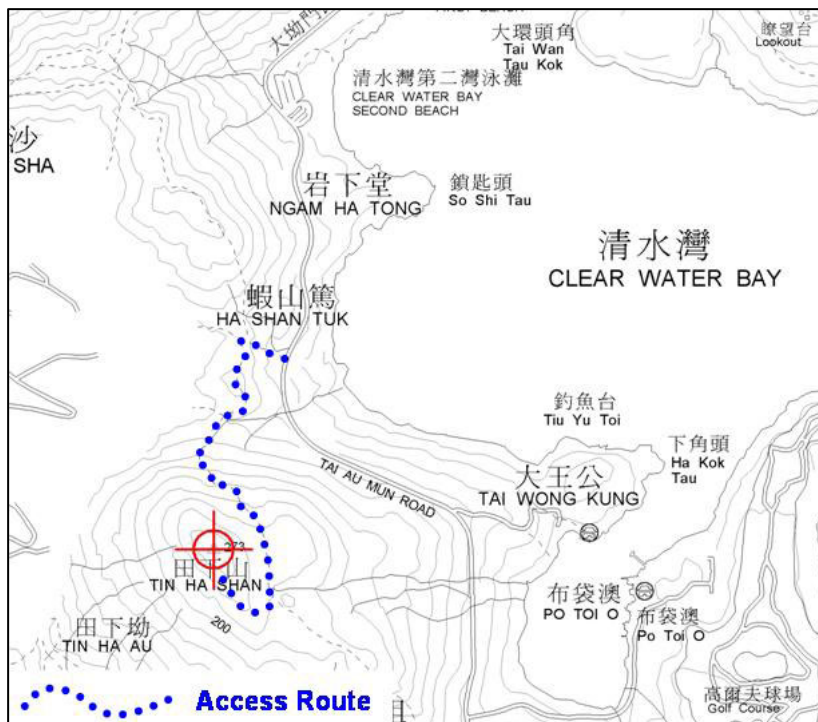 大坳門
大環頭角
Tai Wan
Tau Kok
瞭望台
Lookout
清水灣第二灣泳灘
CLEAR WATER BAY
SECOND BEACH
沙
SHA
岩下堂
NGAM HA TONG
鎖匙頭
So Shi Tau
清水灣
CLEAR WATER BAY
蝦山篤
HA SHAN TUK
釣魚台
Tiu Yu Toi
下角頭
Ha Kok
Tau
大王公
TAI WONG KUNG
TAI AU MUN ROAD
273
田下山
TIN HA SHAN
布袋澳
PO TOI O
布袋澳
Po Toi O
200
田下坳
TIN HA AU
高爾夫球場
Golf Course
Access Route